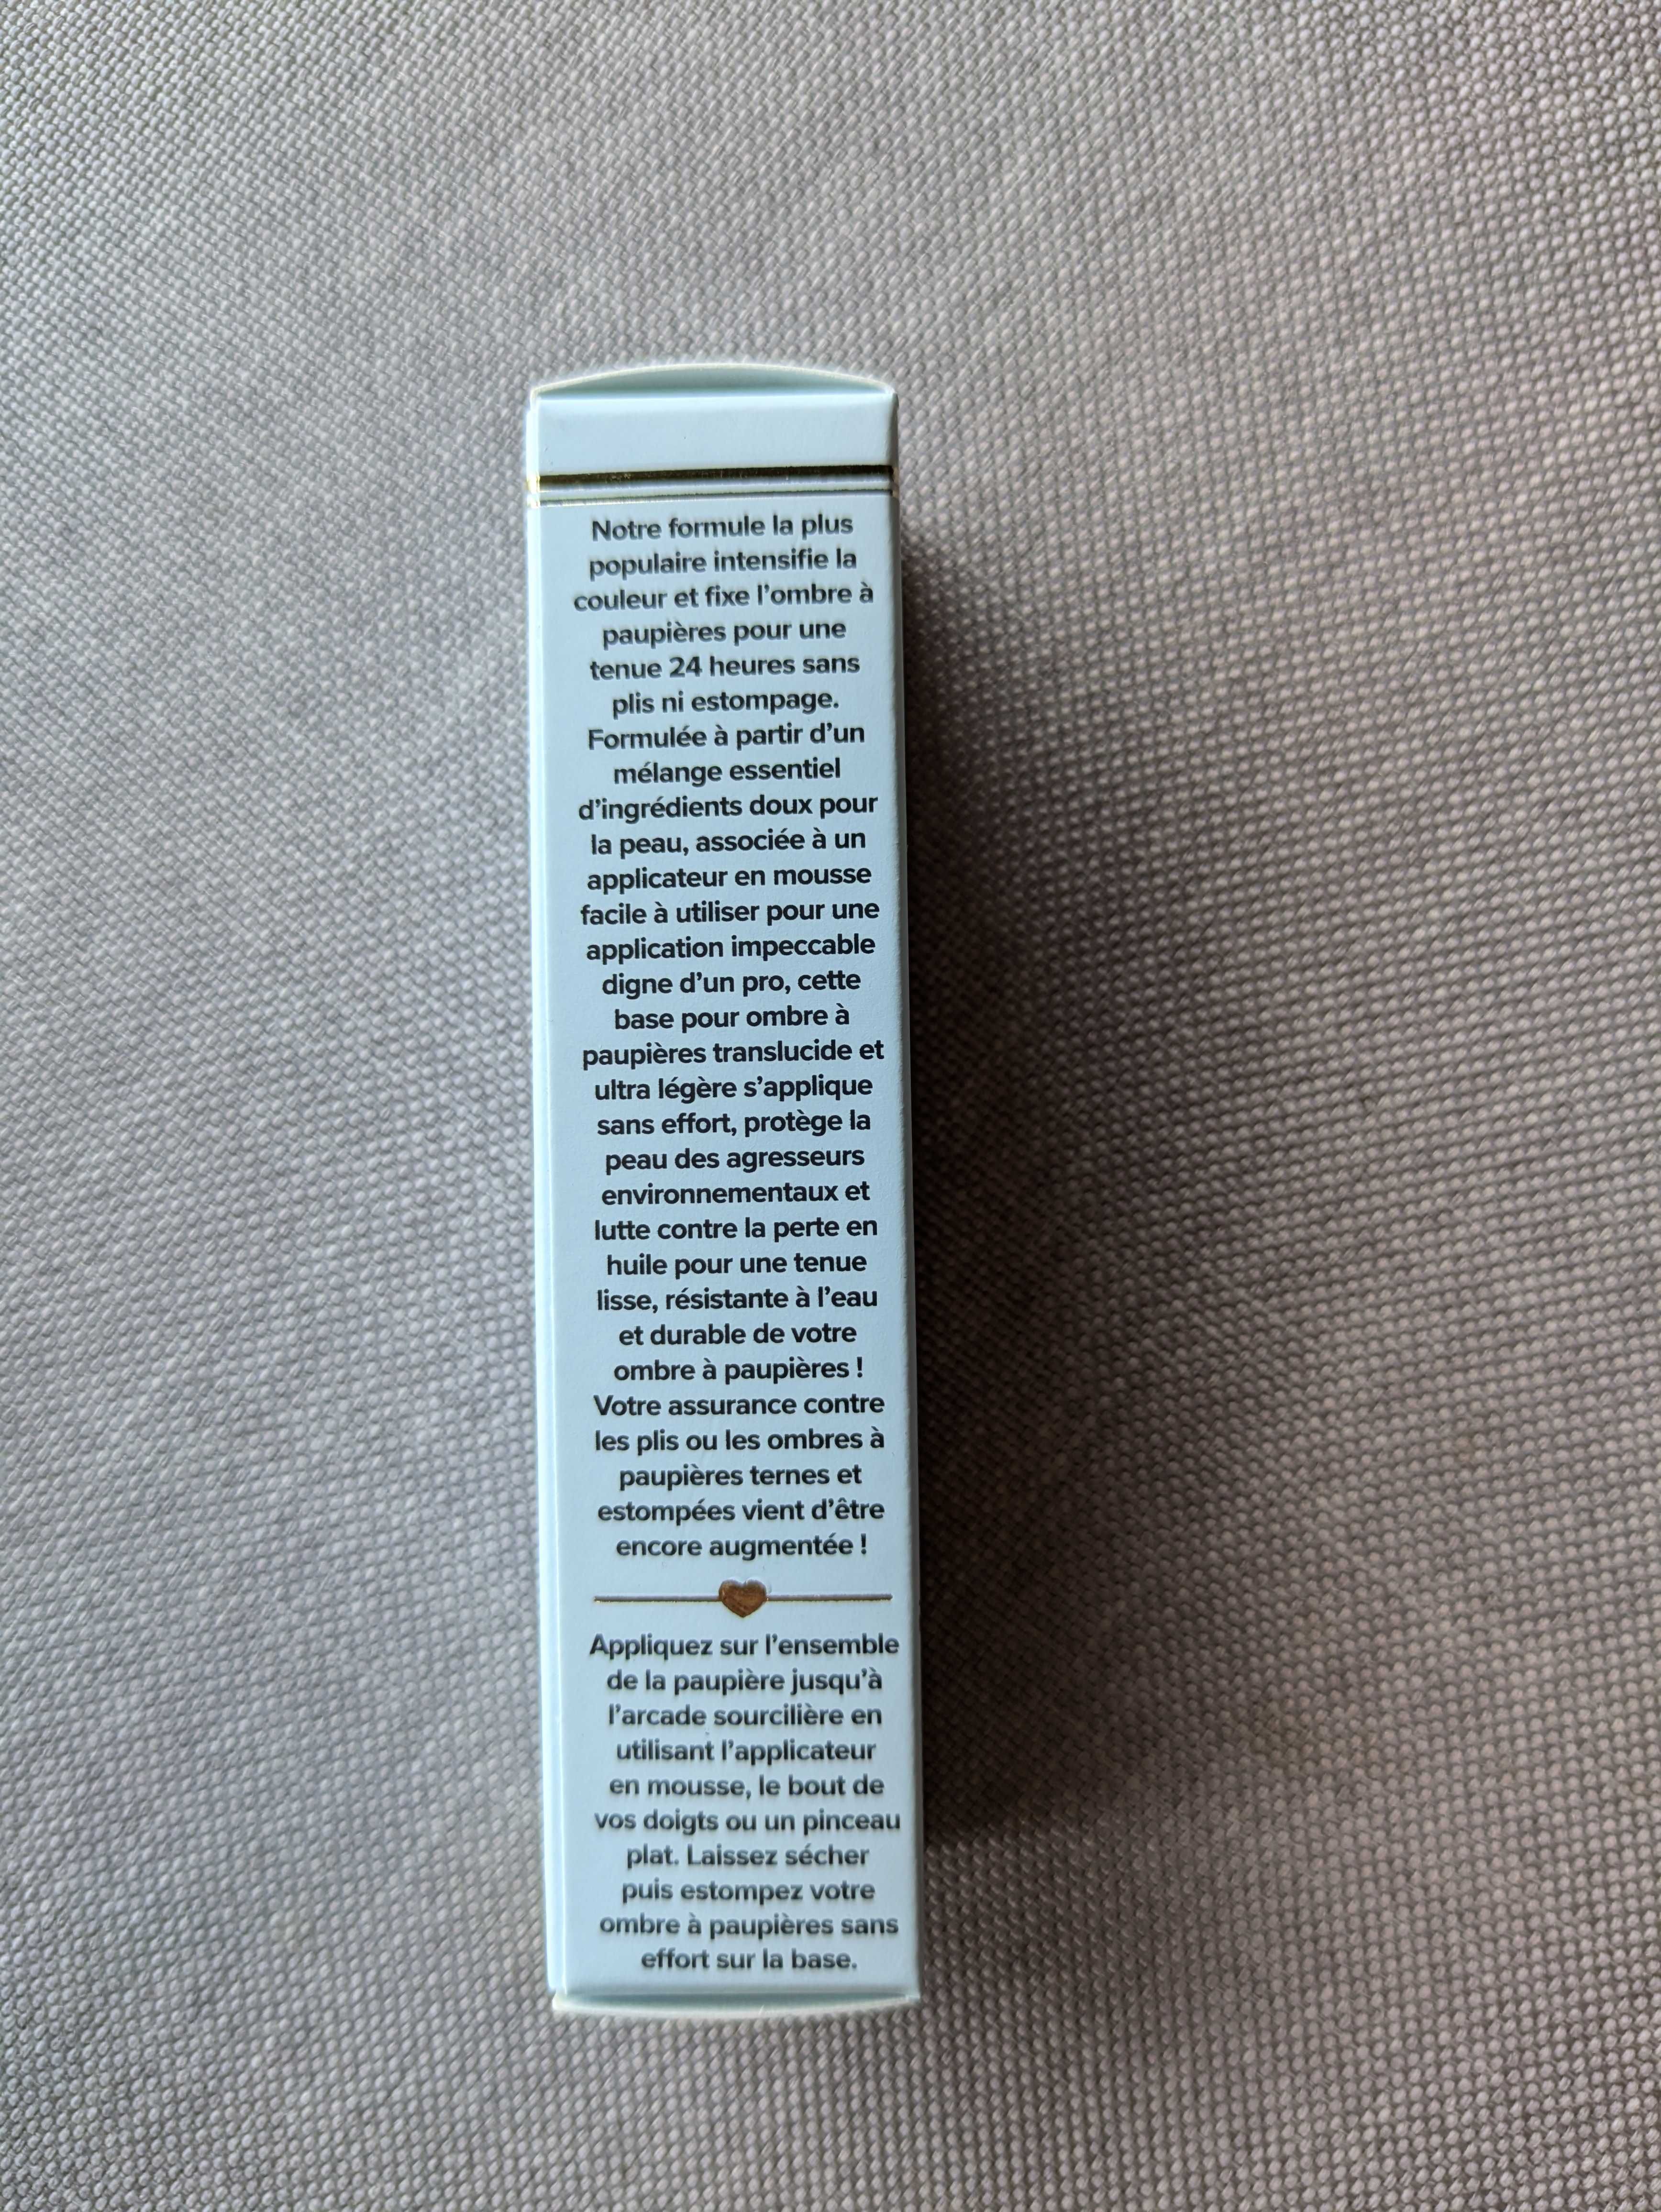 Notre formule la plus
populaire intensifie la
couleur et fixe l’ombre à
paupières pour une
tenue 24 heures sans
plis ni estompage.
Formulée à partir d’un
mélange essentiel
d’ingrédients doux pour
la peau, associée à un
applicateur en mousse
facile à utiliser pour une
application impeccable
digne d’un pro, cette
base pour ombre à
paupières translucide et
ultra légère s’applique
sans effort, protège la
peau des agresseurs
environnementaux et
lutte contre la perte en
huile pour une tenue
lisse, résistante à l’eau
et durable de votre
ombre à paupières !
Votre assurance contre
les plis ou les ombres à
paupières ternes et
estompées vient d’être
encore augmentée !
Appliquez sur l’ensemble
de la paupière jusqu’à
l’arcade sourcilière en
utilisant l’applicateur
en mousse, le bout de
vos doigts ou un pinceau
plat. Laissez sécher
puis estompez votre
ombre à paupières sans
effort sur la base.